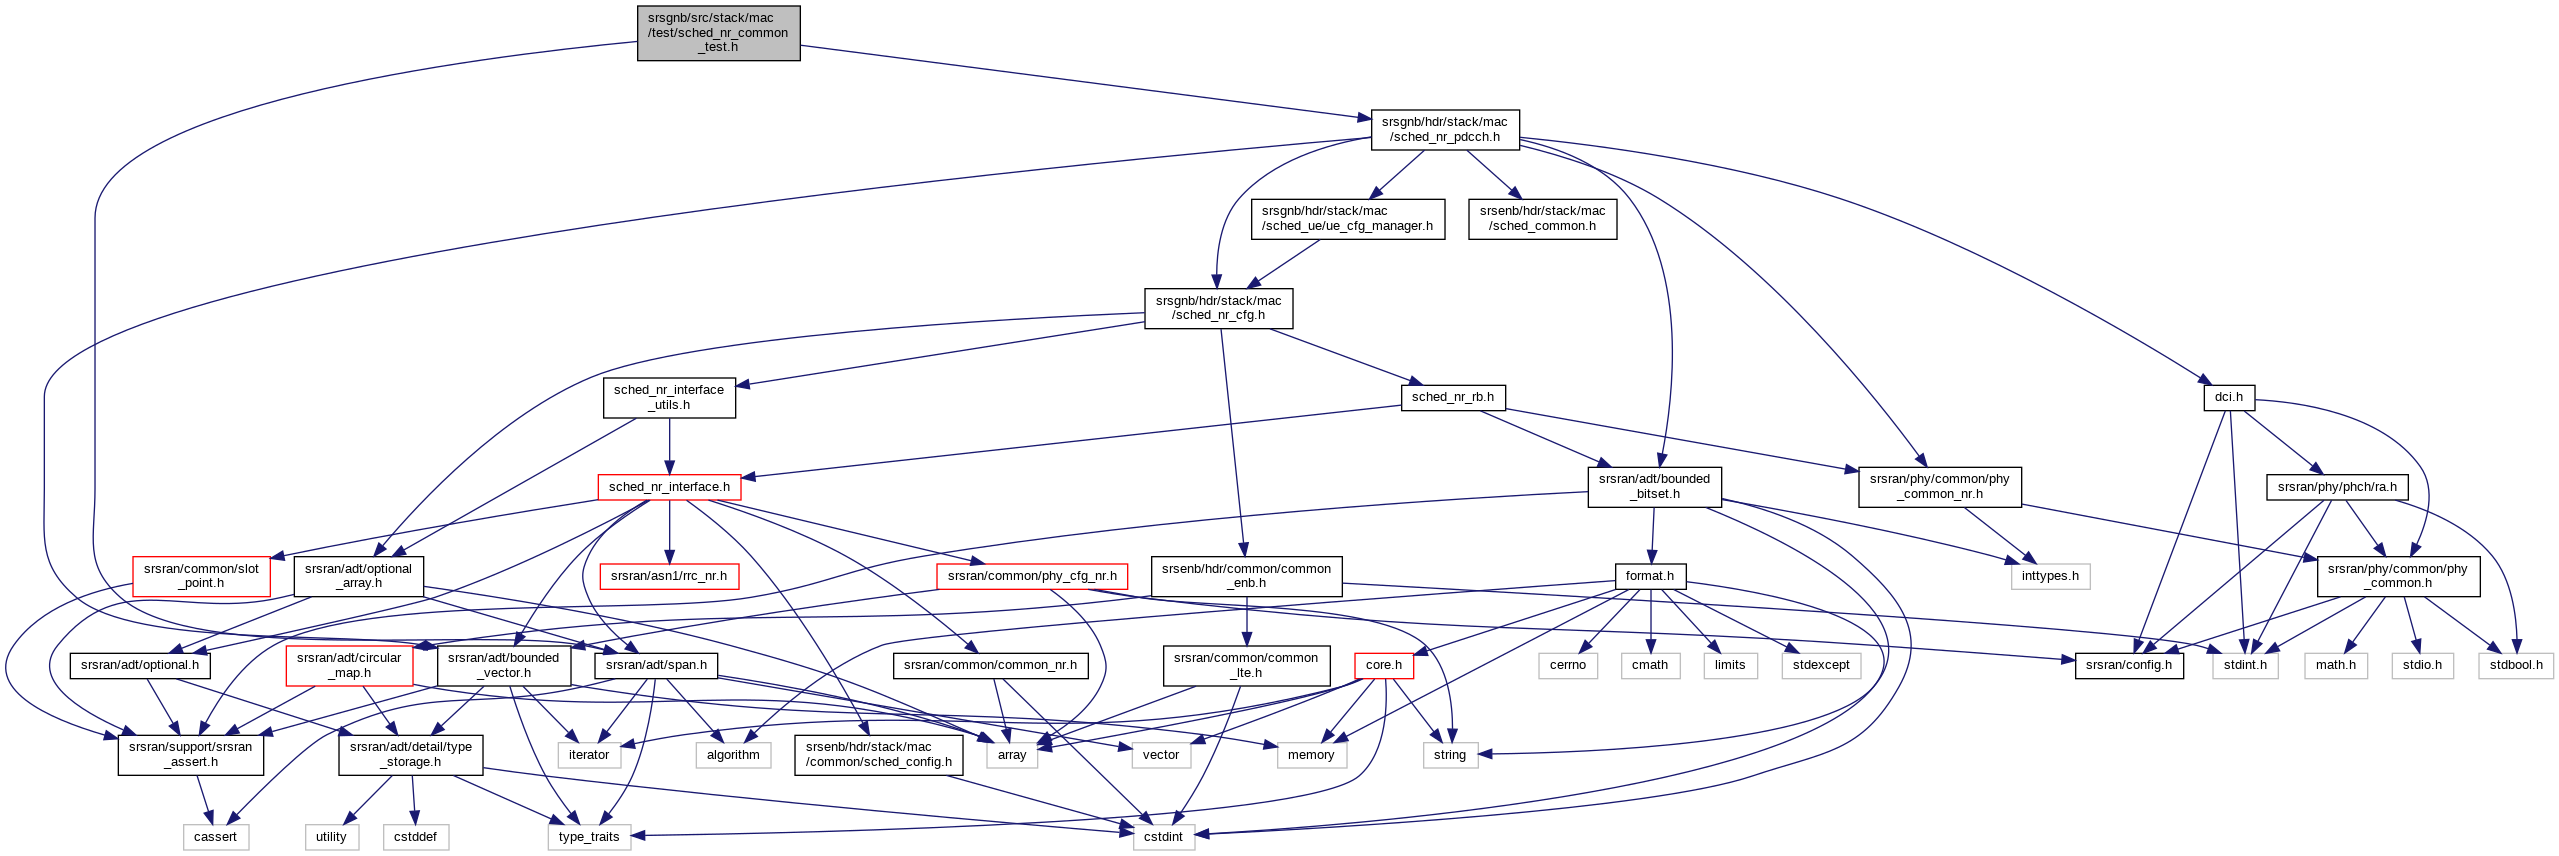 srsgnb/src/stack/mac
/test/sched_nr_common
_test.h
srsgnb/hdr/stack/mac
/sched_nr_pdcch.h
srsgnb/hdr/stack/mac
/sched_ue/ue_cfg_manager.h
srsenb/hdr/stack/mac
/sched_common.h
srsgnb/hdr/stack/mac
/sched_nr_cfg.h
sched_nr_interface
_utils.h
sched_nr_rb.h
dci.h
sched_nr_interface.h
srsran/adt/bounded
_bitset.h
srsran/phy/common/phy
_common_nr.h
srsran/phy/phch/ra.h
srsran/common/slot
_point.h
srsran/adt/optional
_array.h
srsran/asn1/rrc_nr.h
srsran/common/phy_cfg_nr.h
srsenb/hdr/common/common
_enb.h
format.h
inttypes.h
srsran/phy/common/phy
_common.h
srsran/adt/optional.h
srsran/adt/circular
_map.h
srsran/adt/bounded
_vector.h
srsran/adt/span.h
srsran/common/common_nr.h
srsran/common/common
_lte.h
core.h
cerrno
cmath
limits
stdexcept
srsran/config.h
stdint.h
math.h
stdio.h
stdbool.h
srsran/support/srsran
_assert.h
srsran/adt/detail/type
_storage.h
iterator
algorithm
srsenb/hdr/stack/mac
/common/sched_config.h
array
vector
memory
string
cassert
utility
cstddef
type_traits
cstdint